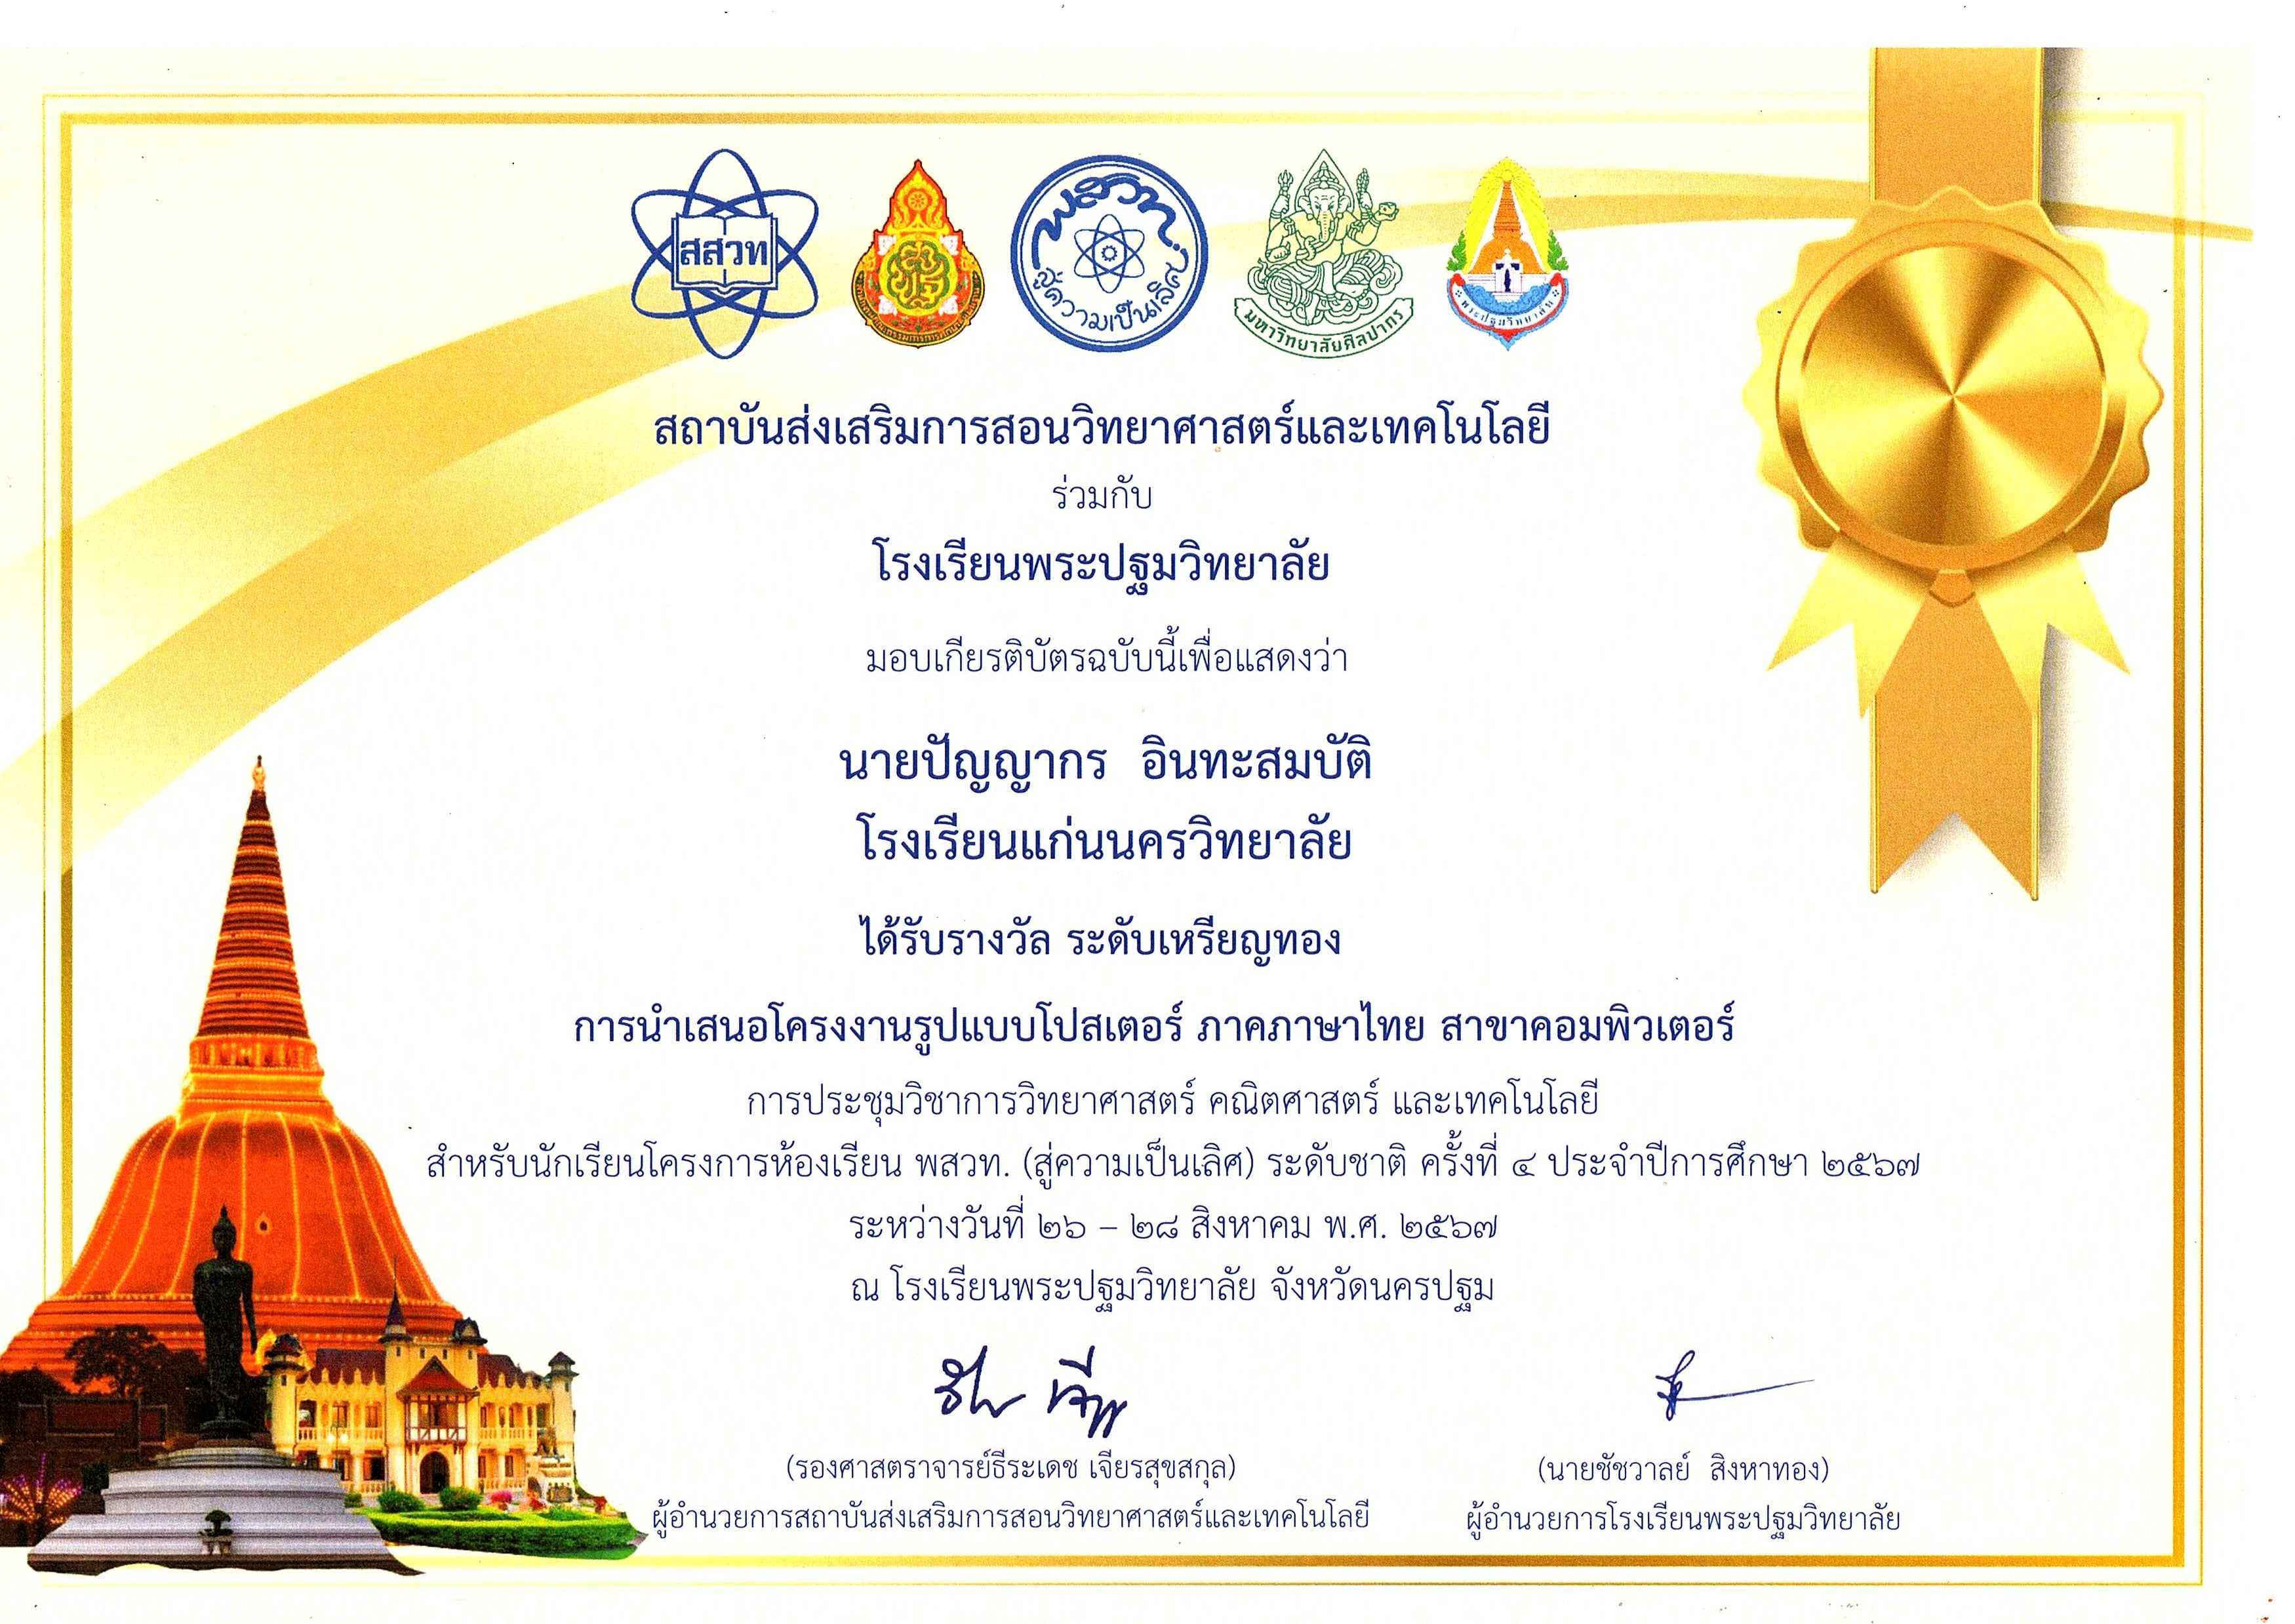 สสวท
พสวท.
สู่ความเป็นเลิศ
มหาวิทยาลัยศิลปากร
พระปฐมวิทยาลัย
สถาบันส่งเสริมการสอนวิทยาศาสตร์และเทคโนโลยี
ร่วมกับ
โรงเรียนพระปฐมวิทยาลัย
มอบเกียรติบัตรฉบับนี้เพื่อแสดงว่า
นายปัญญากร อินทะสมบัติ
โรงเรียนแก่นนครวิทยาลัย
ได้รับรางวัล ระดับเหรียญทอง
การนำเสนอโครงงานรูปแบบโปสเตอร์ ภาคภาษาไทย สาขาคอมพิวเตอร์
การประชุมวิชาการวิทยาศาสตร์ คณิตศาสตร์ และเทคโนโลยี
สำหรับนักเรียนโครงการห้องเรียน พสวท. (สู่ความเป็นเลิศ) ระดับชาติ ครั้งที่ ๔ ประจำปีการศึกษา ๒๕๖๗
ระหว่างวันที่ ๒๖ – ๒๘ สิงหาคม พ.ศ. ๒๕๖๗
ณ โรงเรียนพระปฐมวิทยาลัย จังหวัดนครปฐม
(รองศาสตราจารย์ธีระเดช เจียรสุขสกุล)
ผู้อำนวยการสถาบันส่งเสริมการสอนวิทยาศาสตร์และเทคโนโลยี
(นายชัชวาลย์ สิงหาทอง)
ผู้อำนวยการโรงเรียนพระปฐมวิทยาลัย